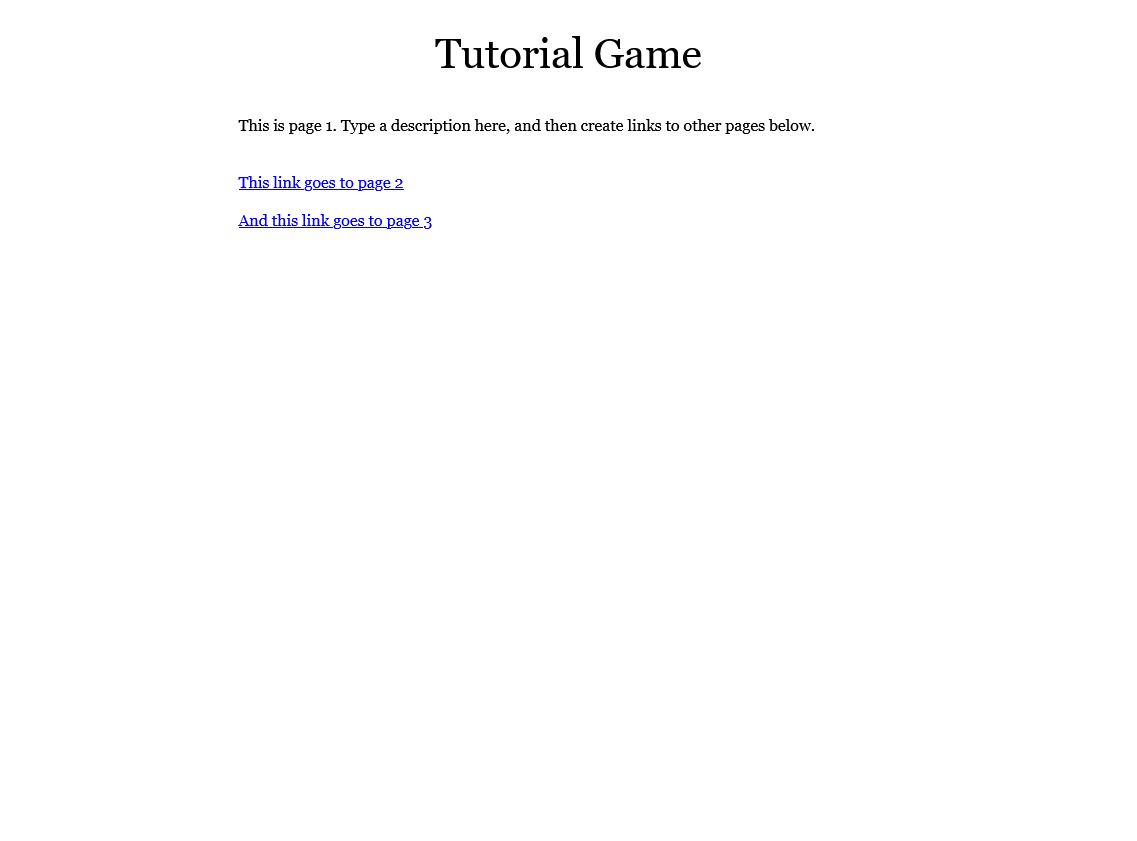 Tutorial Game
This is page 1. Type a description here, and then create links to other pages below.
This link goes to page 2
And this link goes to page 3